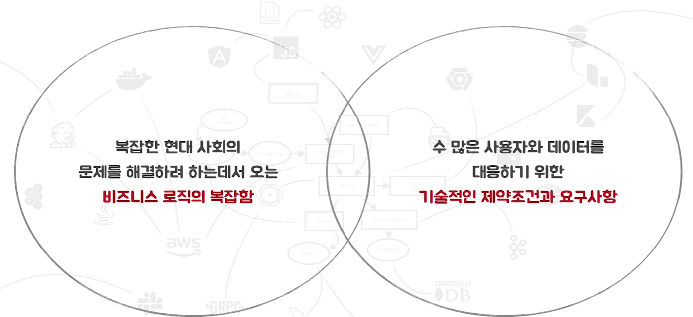 복잡한 현대 사회의
문제를 해결하려 하는데서 오는
비즈니스 로직의 복잡함
수 많은 사용자와 데이터를
대응하기 위한
기술적인 제약조건과 요구사항
JS
aws
mongo
DB
GRPC